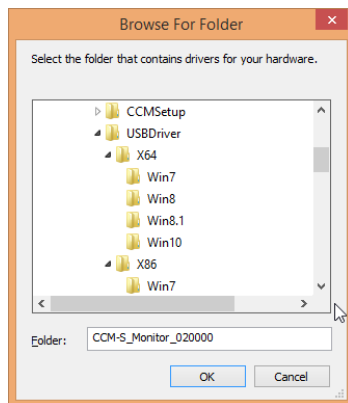 Browse For Folder
Select the folder that contains drivers for your hardware.
CCMSetup
USBDriver
X64
Win7
Win8
Win8.1
Win10
X86
Win7
Folder: CCM-S_Monitor_020000
OK Cancel